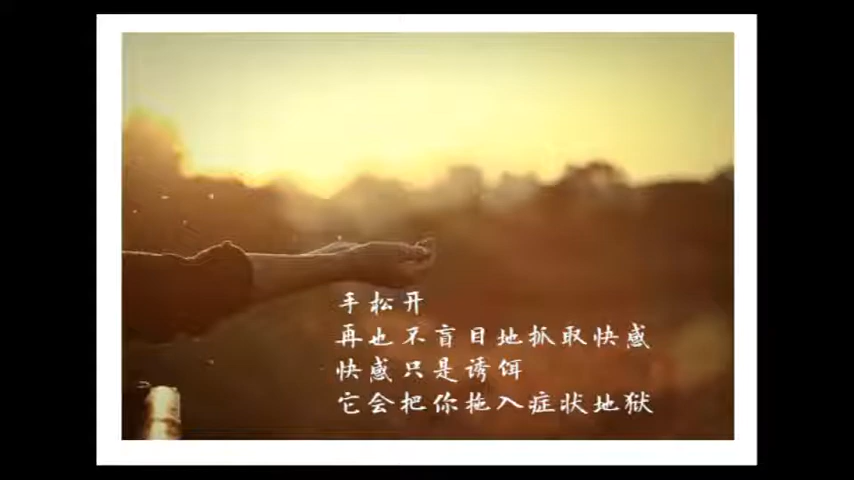 手松开
再也不盲目地抓取快感
快感只是诱饵
它会把你拖入症状地狱